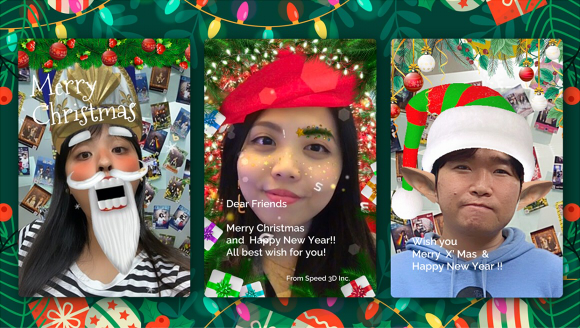 Merry
Christmas
S
Dear Friends
Merry Christmas
and Happy New Year!!
All best wish for you!
From Speed 3D Inc.
Wish you
Merry 'X' Mas &
Happy New Year !!